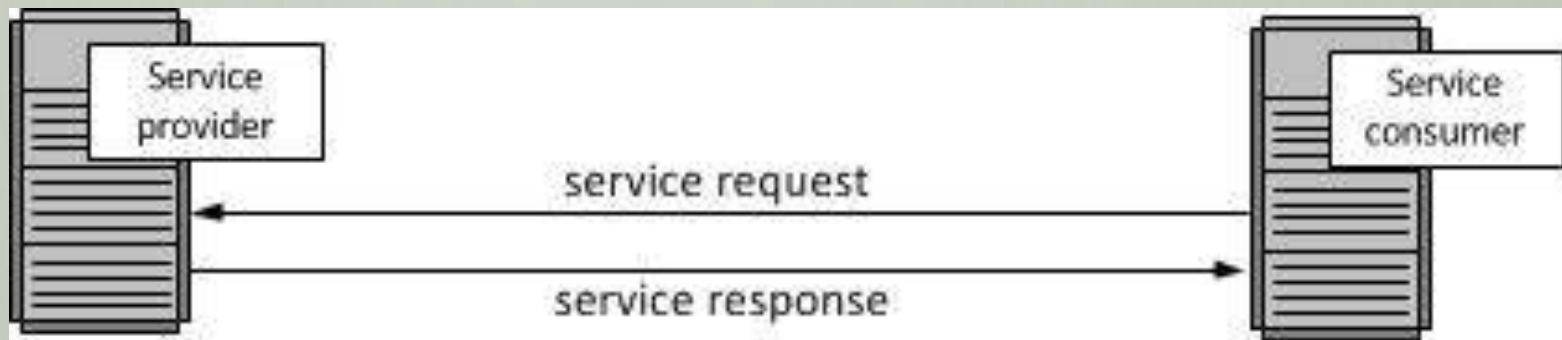 Service
provider
Service
consumer
service request
service response